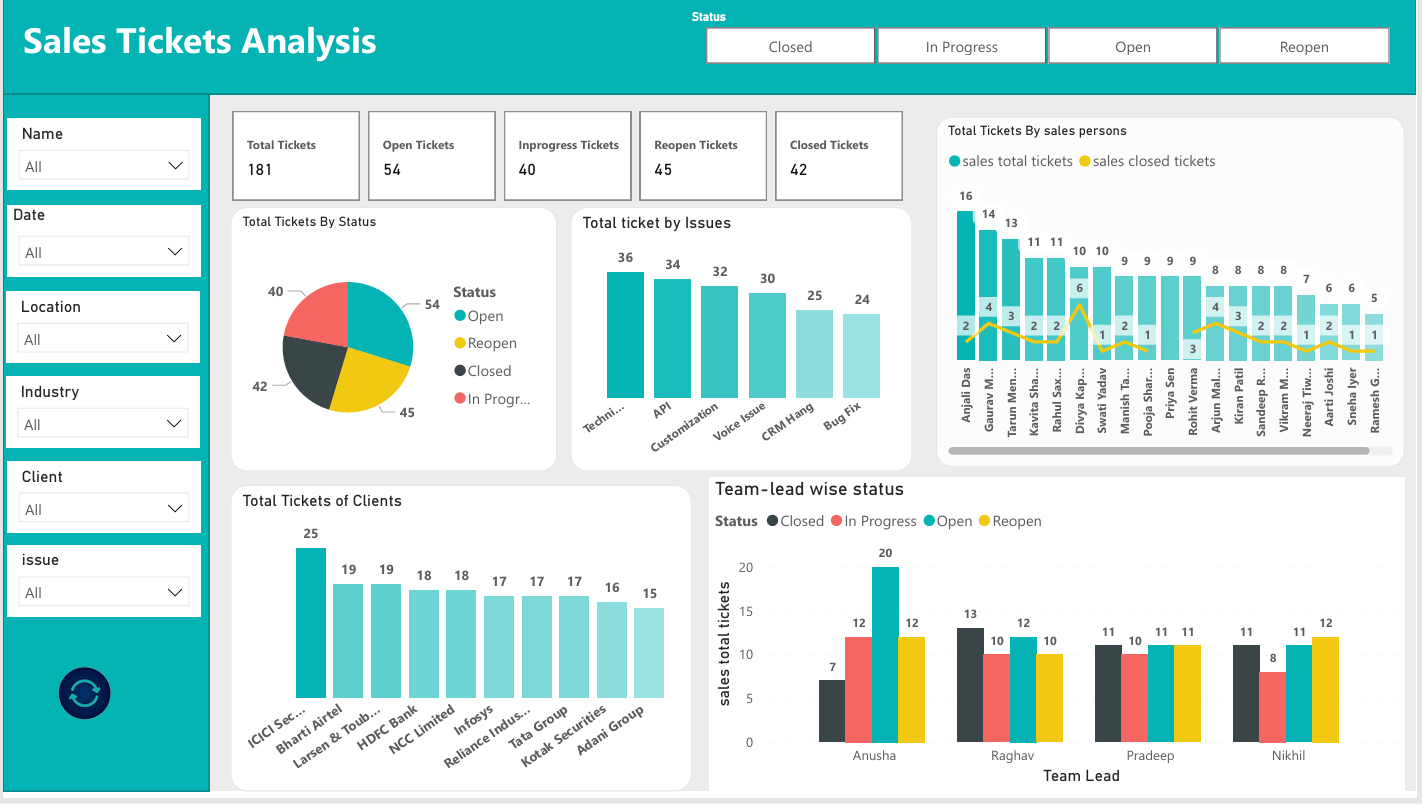 Sales Tickets Analysis
Status
Closed
In Progress
Open
Reopen
Name
All
Date
All
Location
All
Industry
All
Client
All
issue
All
Total Tickets
181
Open Tickets
54
Inprogress Tickets
40
Reopen Tickets
45
Closed Tickets
42
Total Tickets By Status
40
54
42
45
Status
Open
Reopen
Closed
In Progr...
Total ticket by Issues
36
34
32
30
25
24
Techni...
API
Customization
Voice Issue
CRM Hang
Bug Fix
Total Tickets By sales persons
sales total tickets
sales closed tickets
16
14
13
11
11
10
10
9
9
9
9
8
8
8
8
7
6
6
5
2
4
3
2
2
6
1
2
1
3
4
3
2
2
1
2
1
1
Anjali Das
Gaurav M...
Tarun Men...
Kavita Sha...
Rahul Sax...
Divya Kap...
Swati Yadav
Manish Ta...
Pooja Shar...
Priya Sen
Rohit Verma
Arjun Mal...
Kiran Patil
Sandeep R...
Vikram M...
Neeraj Tiw...
Aarti Joshi
Sneha Iyer
Ramesh G...
Total Tickets of Clients
25
19
19
18
18
17
17
17
16
15
ICICI Sec...
Bharti Airtel
Larsen & Toub...
HDFC Bank
NCC Limited
Infosys
Reliance Indus...
Tata Group
Kotak Securities
Adani Group
Team-lead wise status
Status
Closed
In Progress
Open
Reopen
sales total tickets
20
15
10
5
0
7
12
20
12
13
10
12
10
11
10
11
11
11
8
11
12
Anusha
Raghav
Pradeep
Nikhil
Team Lead